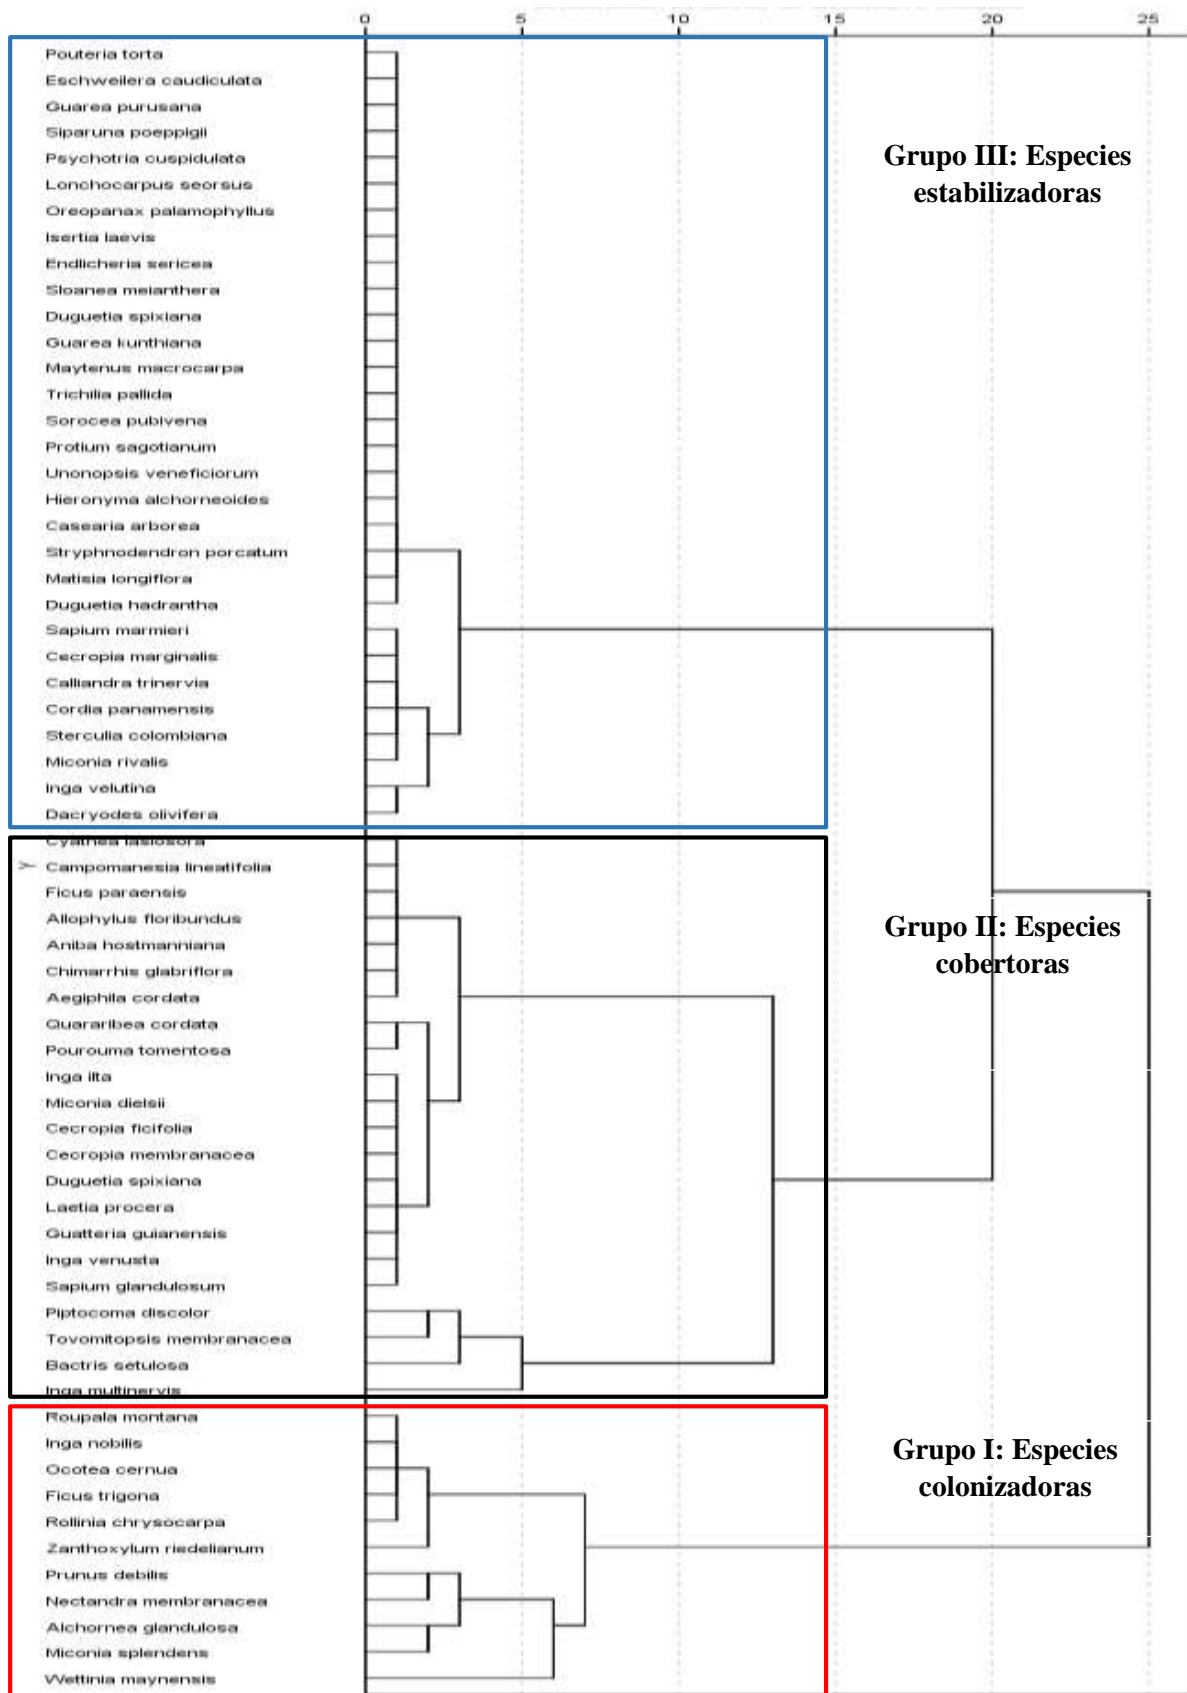 0 5 10 15 20 25
Pouteria torta
Eschweilera caudiculata
Guarea purusana
Siparuna poeppigii
Psychotria cuspidulata
Lonchocarpus seorsus
Oreopanax palamophyllus
Isertia laevis
Endlicheria sericea
Sloanea meianthera
Duguetia spixiana
Guarea kunthiana
Maytenus macrocarpa
Trichilia pallida
Sorocea pubivena
Protium sagotianum
Unonopsis veneficiorum
Hieronyma alchorneoides
Casearia arborea
Stryphnodendron porcatum
Matisia longiflora
Duguetia hadrantha
Sapium marmieri
Cecropia marginalis
Calliandra trinervia
Cordia panamensis
Sterculia colombiana
Miconia rivalis
Inga velutina
Dacryodes olivifera
Grupo III: Especies
estabilizadoras
Cyathea lasiosora
Y Campomanesia lineatifolia
Ficus paraensis
Allophylus floribundus
Aniba hostmanniana
Chimarrhis glabriflora
Aegiphila cordata
Quararibea cordata
Pourouma tomentosa
Inga ilta
Miconia dielsii
Cecropia ficifolia
Cecropia membranacea
Duguetia spixiana
Laetia procera
Guatteria guianensis
Inga venusta
Sapium glandulosum
Piptocoma discolor
Tovomitopsis membranacea
Bactris setulosa
Inga multinervis
Grupo II: Especies
cobertoras
Roupala montana
Inga nobilis
Ocotea cernua
Ficus trigona
Rollinia chrysocarpa
Zanthoxylum riedelianum
Prunus debilis
Nectandra membranacea
Alchornea glandulosa
Miconia splendens
Wettinia maynensis
Grupo I: Especies
colonizadoras